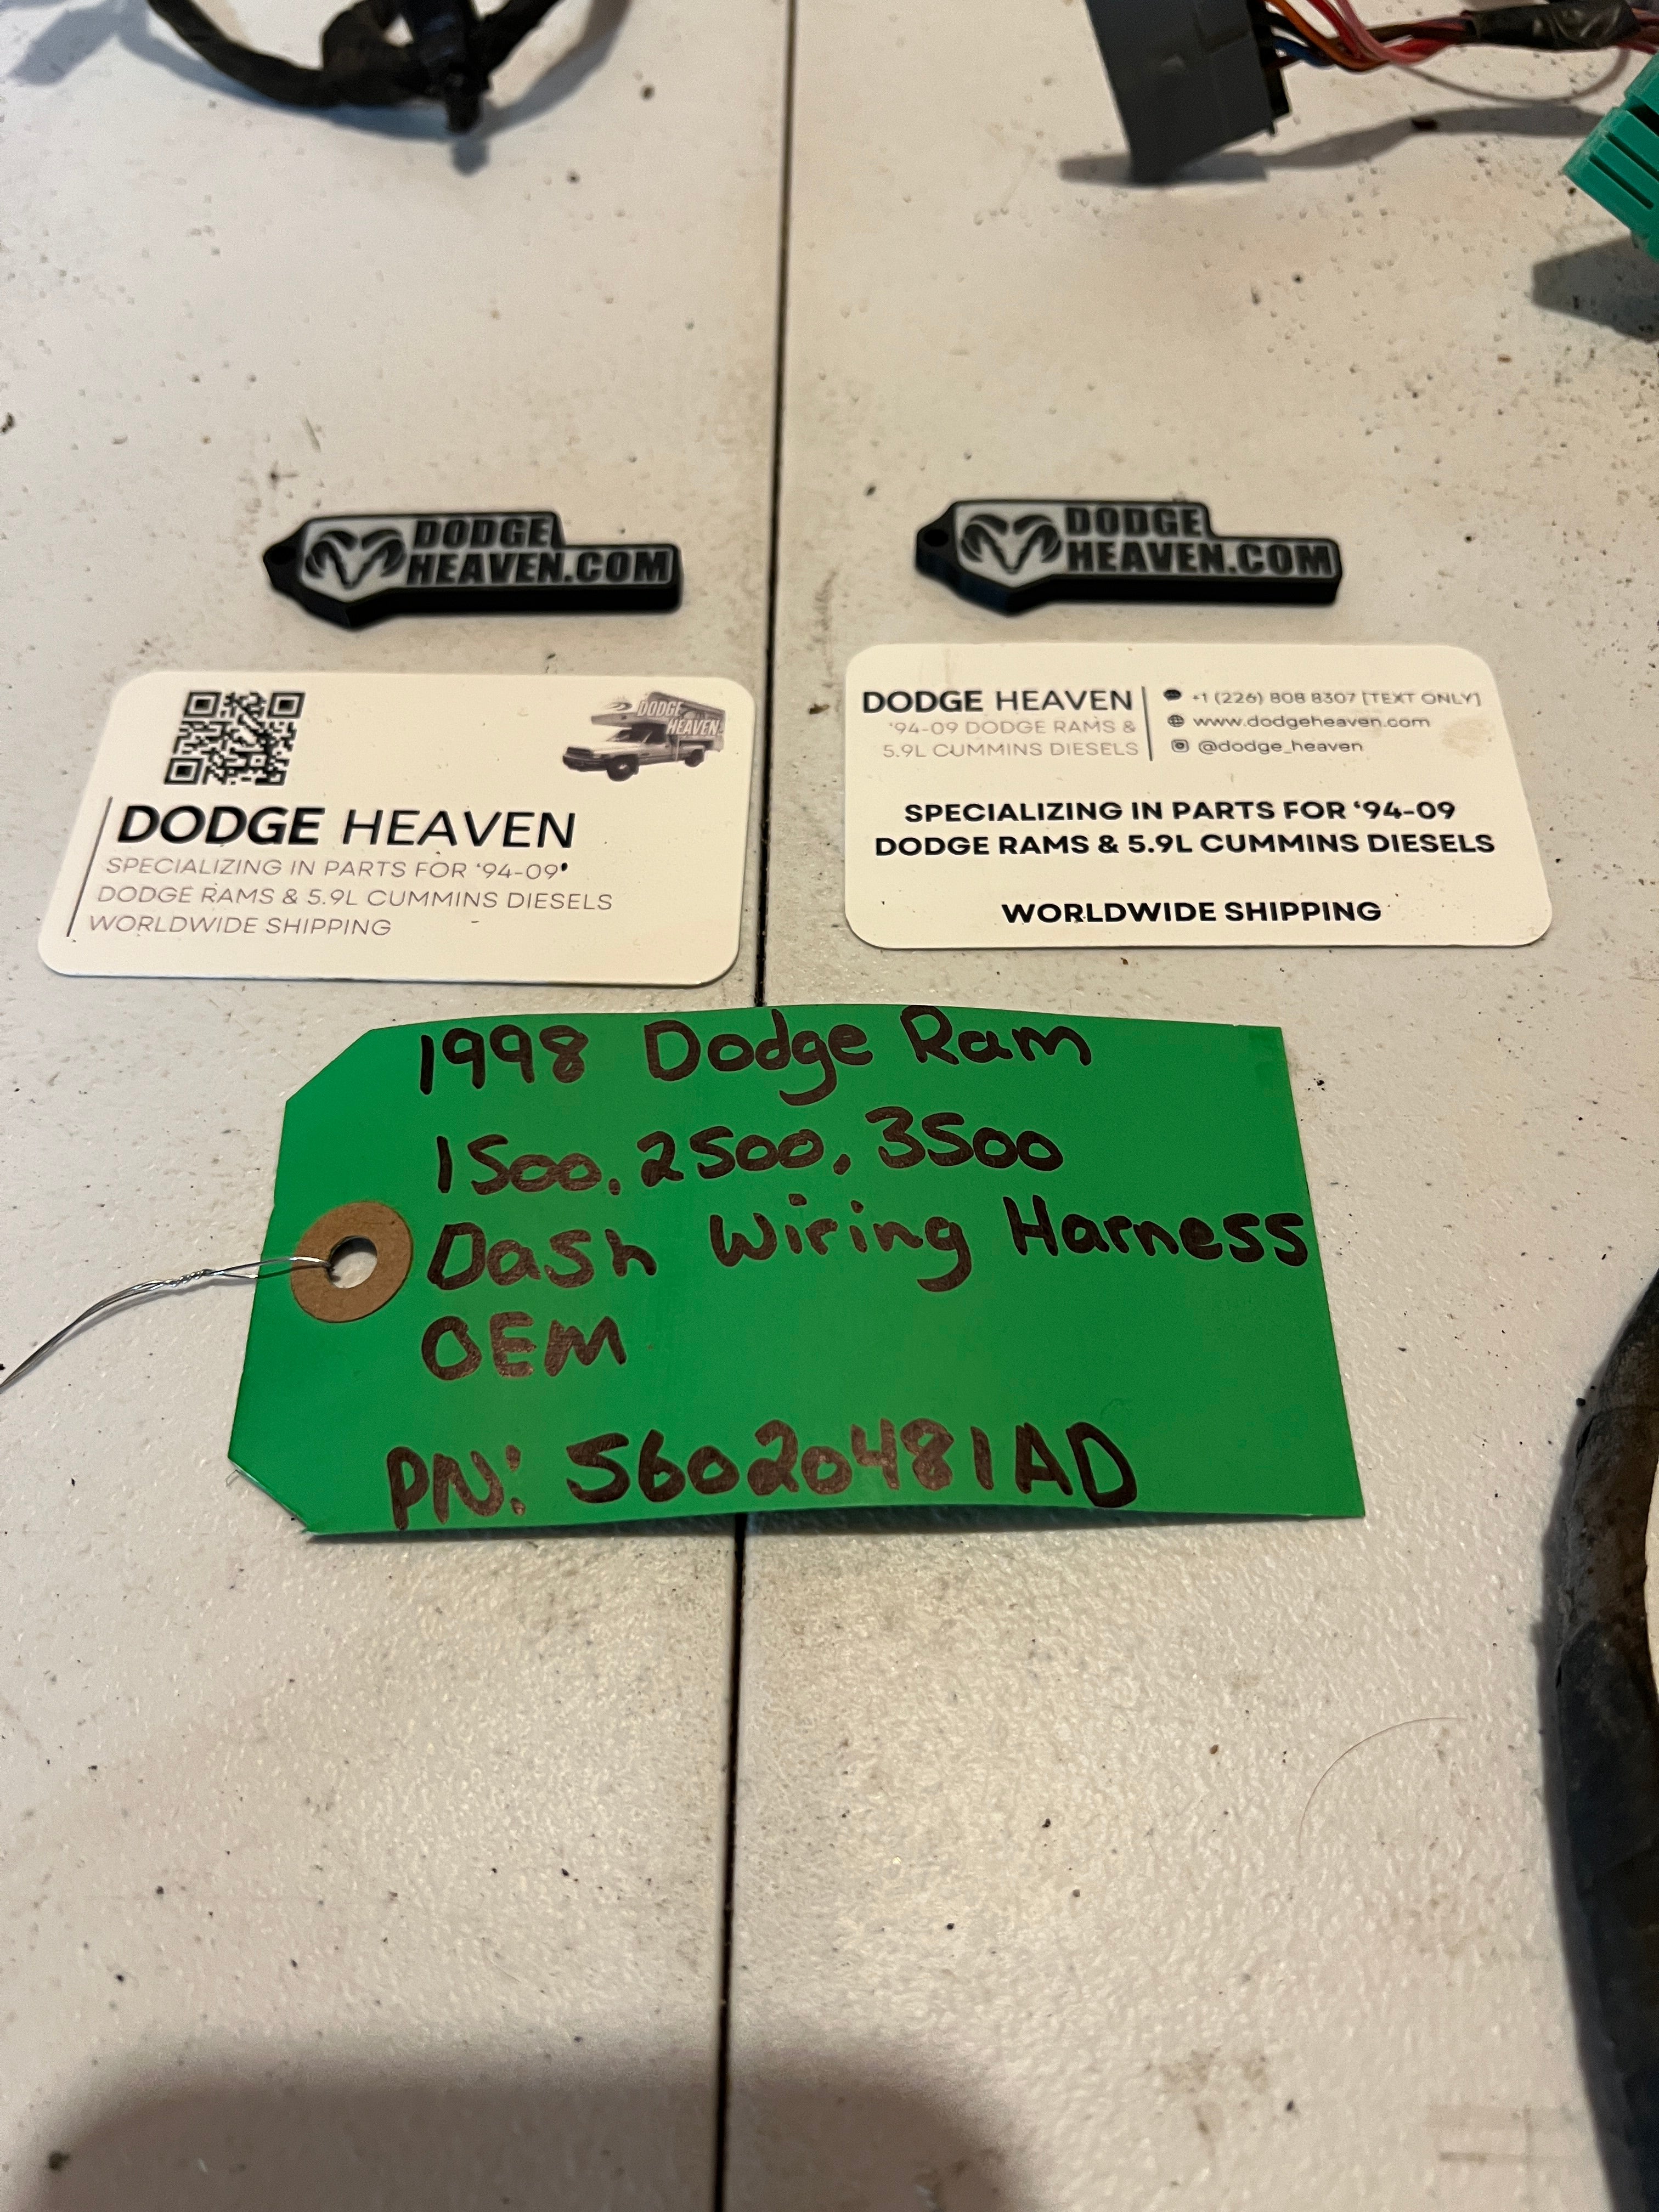 DODGE
HEAVEN.COM
DODGE
HEAVEN.COM
DODGE
HEAVEN
DODGE HEAVEN
SPECIALIZING IN PARTS FOR ‘94-09'
DODGE RAMS & 5.9L CUMMINS DIESELS
WORLDWIDE SHIPPING
DODGE HEAVEN
‘94-09 DODGE RAMS &
5.9L CUMMINS DIESELS
+1 (226) 808 8307 [TEXT ONLY]
www.dodgeheaven.com
@dodge_heaven
SPECIALIZING IN PARTS FOR ‘94-09
DODGE RAMS & 5.9L CUMMINS DIESELS
WORLDWIDE SHIPPING
1998 Dodge Ram
1500, 2500, 3500
Dash Wiring Harness
OEM
PN: 56020481AD